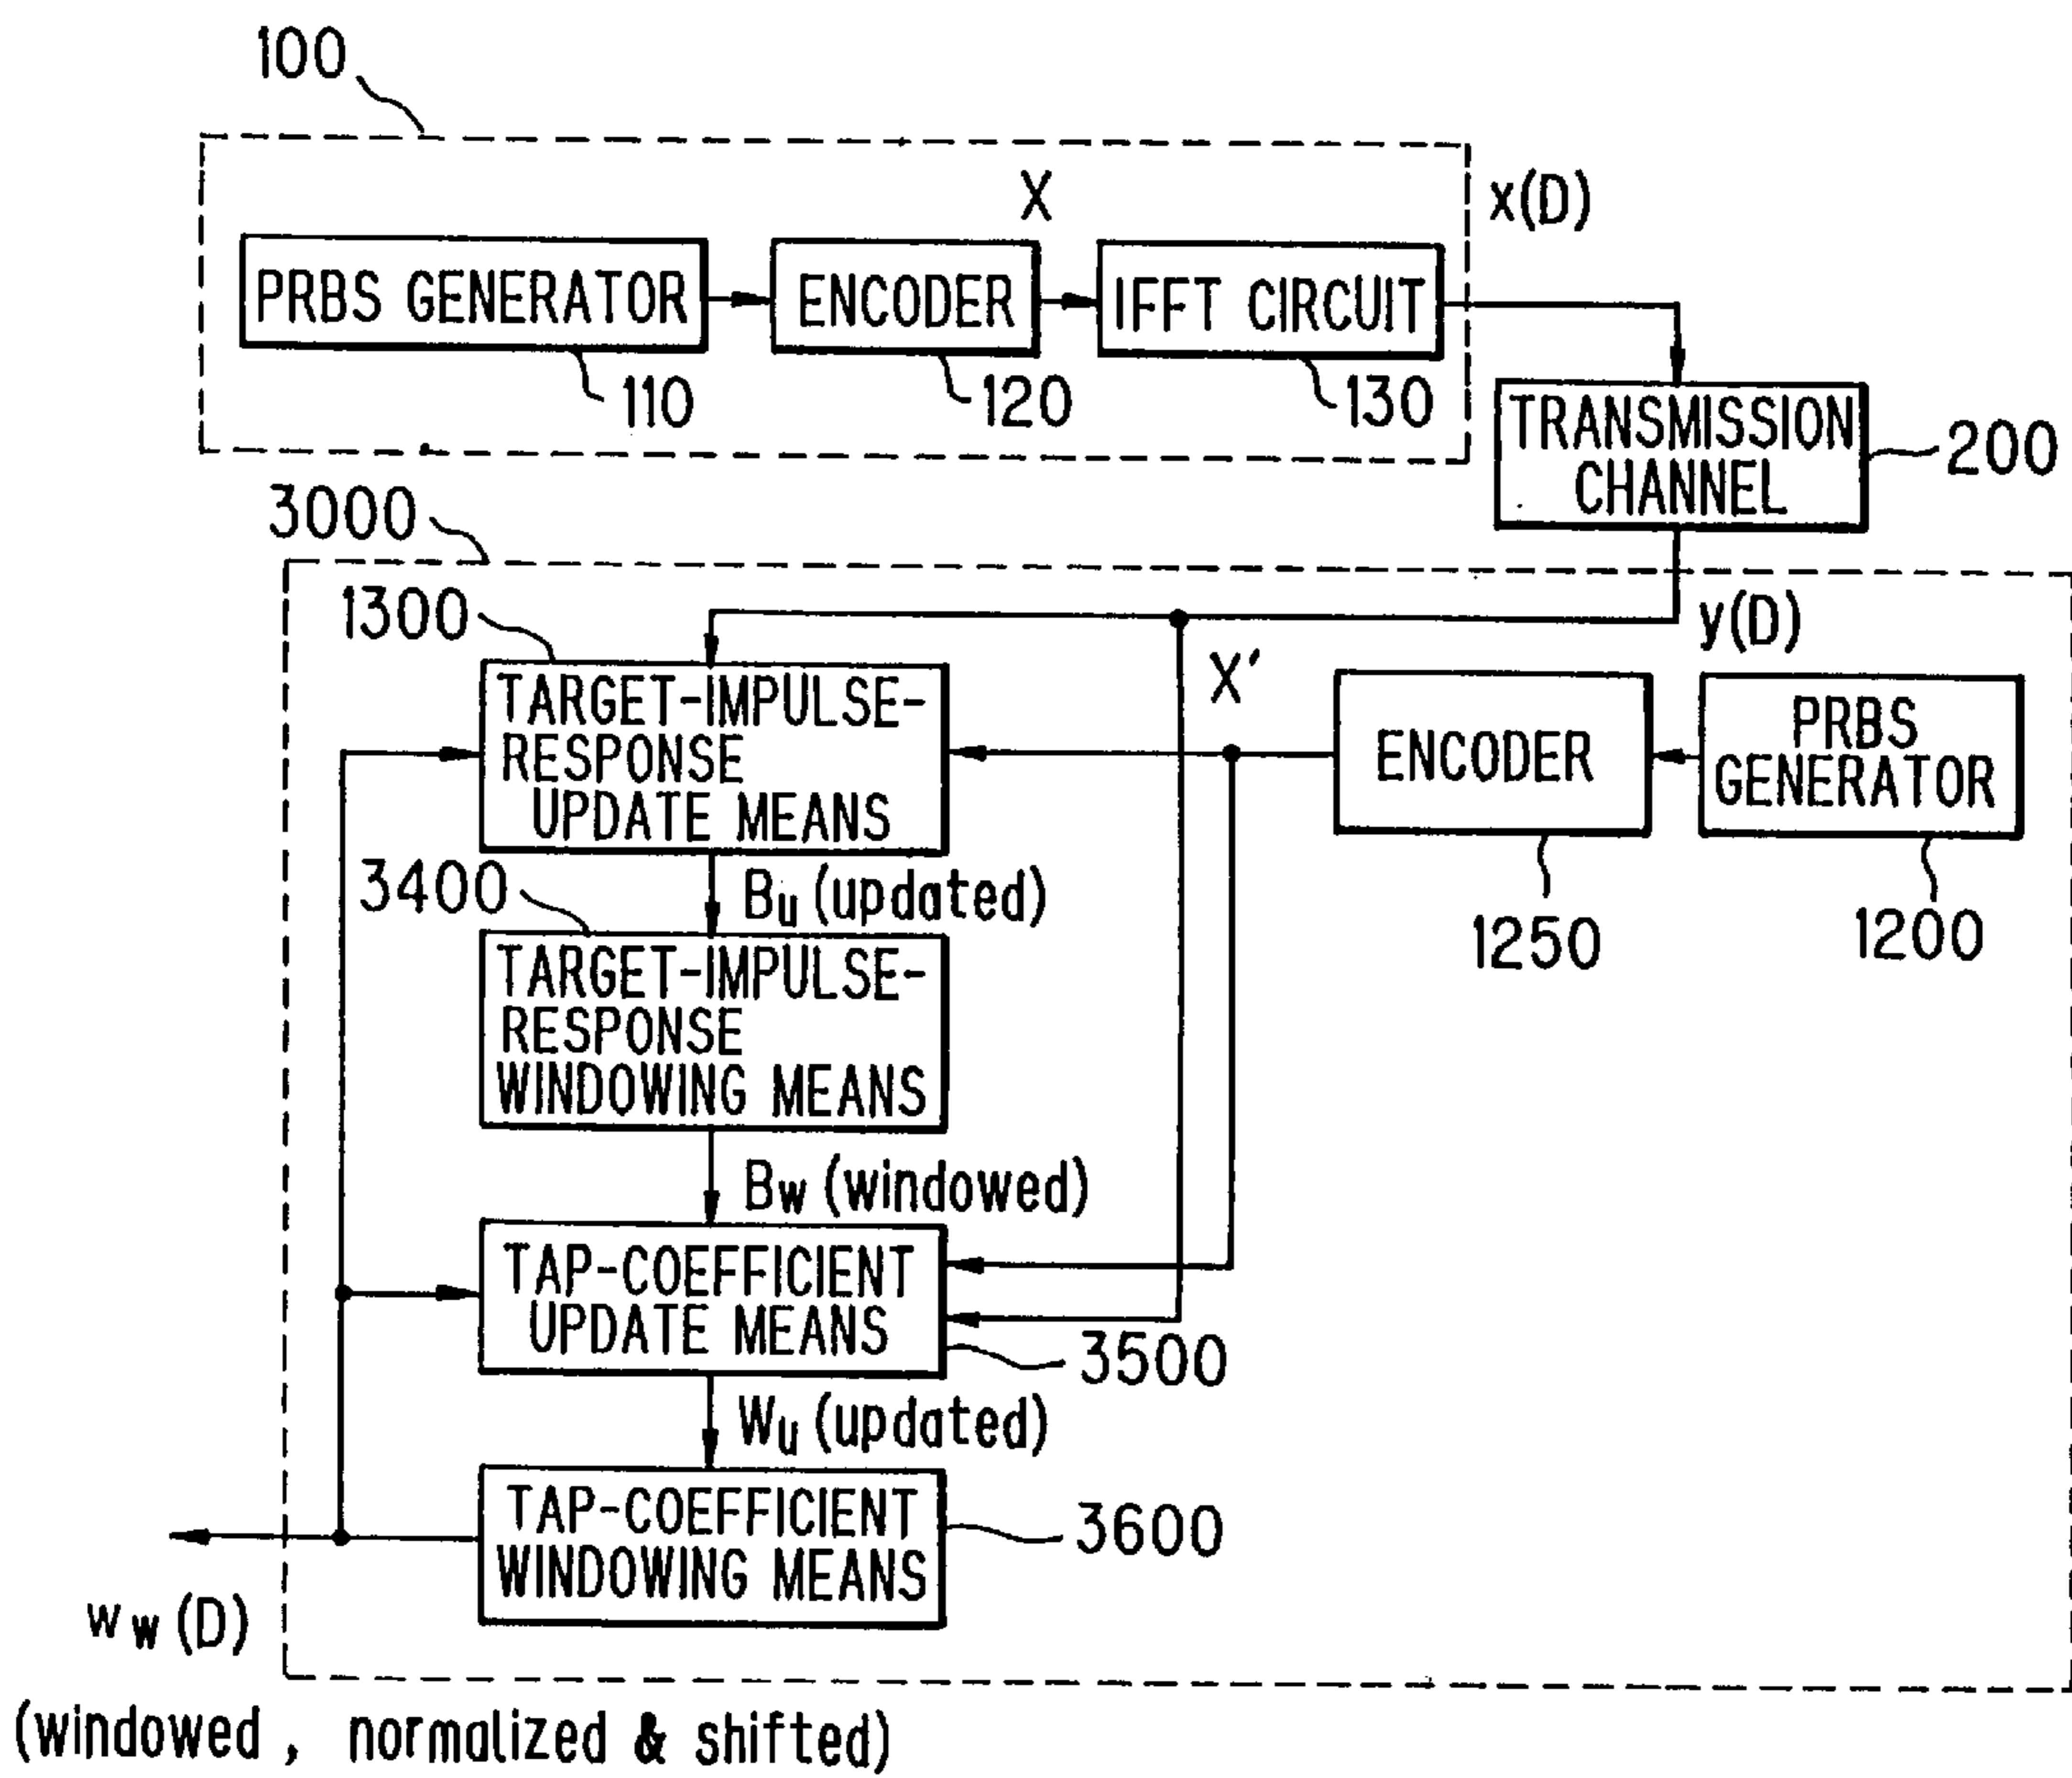 100
X
x(D)
PRBS GENERATOR
ENCODER
IFFT CIRCUIT
110
120
130
TRANSMISSION
CHANNEL
200
3000
1300
y(D)
TARGET-IMPULSE-
RESPONSE
UPDATE MEANS
X'
ENCODER
PRBS
GENERATOR
3400
Bu (updated)
1250
1200
TARGET-IMPULSE-
RESPONSE
WINDOWING MEANS
Bw (windowed)
TAP-COEFFICIENT
UPDATE MEANS
3500
Wu (updated)
TAP-COEFFICIENT
WINDOWING MEANS
3600
ww (D)
(windowed, normalized & shifted)